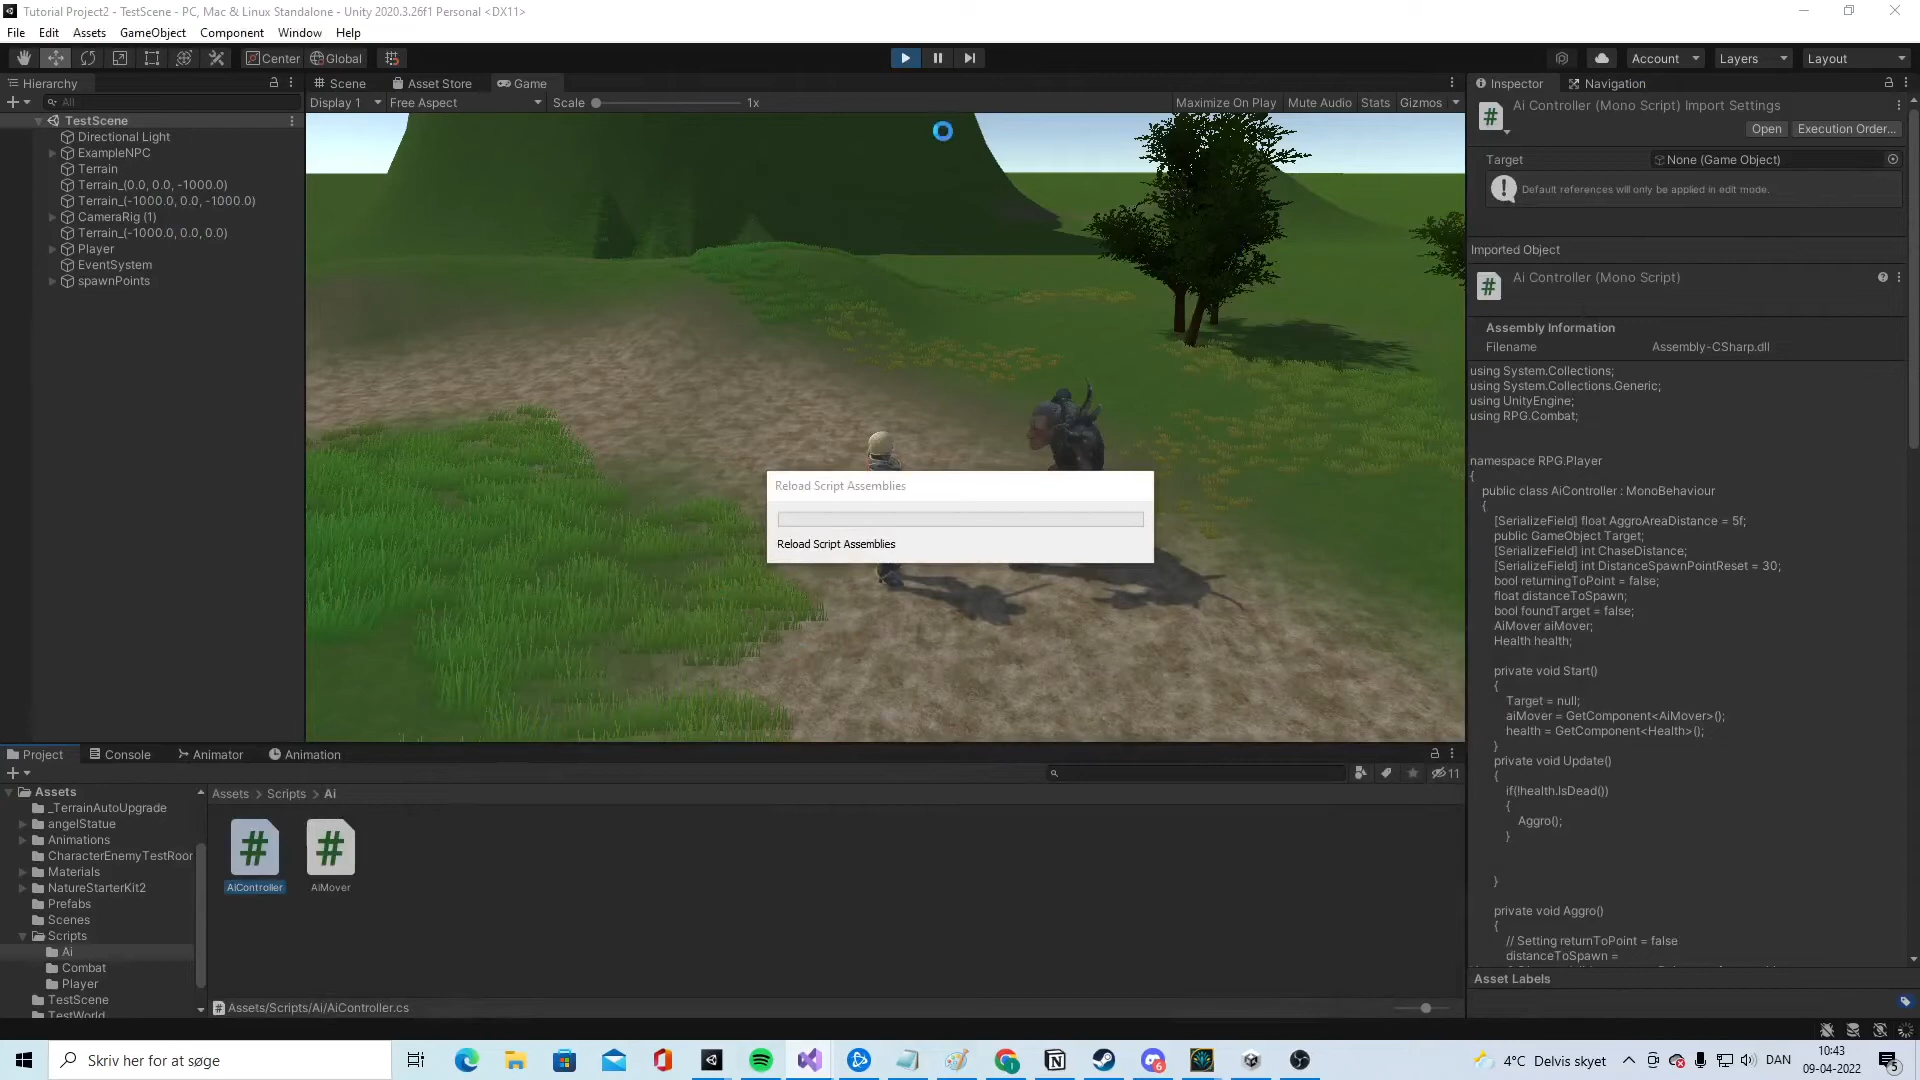 Tutorial Project2 - TestScene - PC, Mac & Linux Standalone - Unity 2020.3.26f1 Personal <DX11>
File Edit Assets GameObject Component Window Help
Center Global Account Layers Layout
Hierarchy
All
TestScene
Directional Light
ExampleNPC
Terrain
Terrain_(0.0, 0.0, -1000.0)
Terrain_(-1000.0, 0.0, -1000.0)
CameraRig (1)
Terrain_(-1000.0, 0.0, 0.0)
Player
EventSystem
spawnPoints
Scene Asset Store Game
Display 1 Free Aspect Scale 1x Maximize On Play Mute Audio Stats Gizmos
Reload Script Assemblies
Reload Script Assemblies
Inspector Navigation
Ai Controller (Mono Script) Import Settings
Open Execution Order...
Target None (Game Object)
Default references will only be applied in edit mode.
Imported Object
Ai Controller (Mono Script)
Assembly Information
Filename Assembly-CSharp.dll
using System.Collections;
using System.Collections.Generic;
using UnityEngine;
using RPG.Combat;
namespace RPG.Player
{
public class AiController : MonoBehaviour
{
[SerializeField] float AggroAreaDistance = 5f;
public GameObject Target;
[SerializeField] int ChaseDistance;
[SerializeField] int DistanceSpawnPointReset = 30;
bool returningToPoint = false;
float distanceToSpawn;
bool foundTarget = false;
AiMover aiMover;
Health health;
private void Start()
{
Target = null;
aiMover = GetComponent<AiMover>();
health = GetComponent<Health>();
}
private void Update()
{
if(!health.IsDead())
{
Aggro();
}
}
private void Aggro()
{
// Setting returnToPoint = false
distanceToSpawn =
Asset Labels
Project Console Animator Animation
11
Assets
_TerrainAutoUpgrade
angelStatue
Animations
CharacterEnemyTestRoor
Materials
NatureStarterKit2
Prefabs
Scenes
Scripts
Ai
Combat
Player
TestScene
TestWorld
Assets > Scripts > Ai
AiController AiMover
Assets/Scripts/Ai/AiController.cs
Skriv her for at søge
4°C Delvis skyet DAN 10:43
09-04-2022
5
6